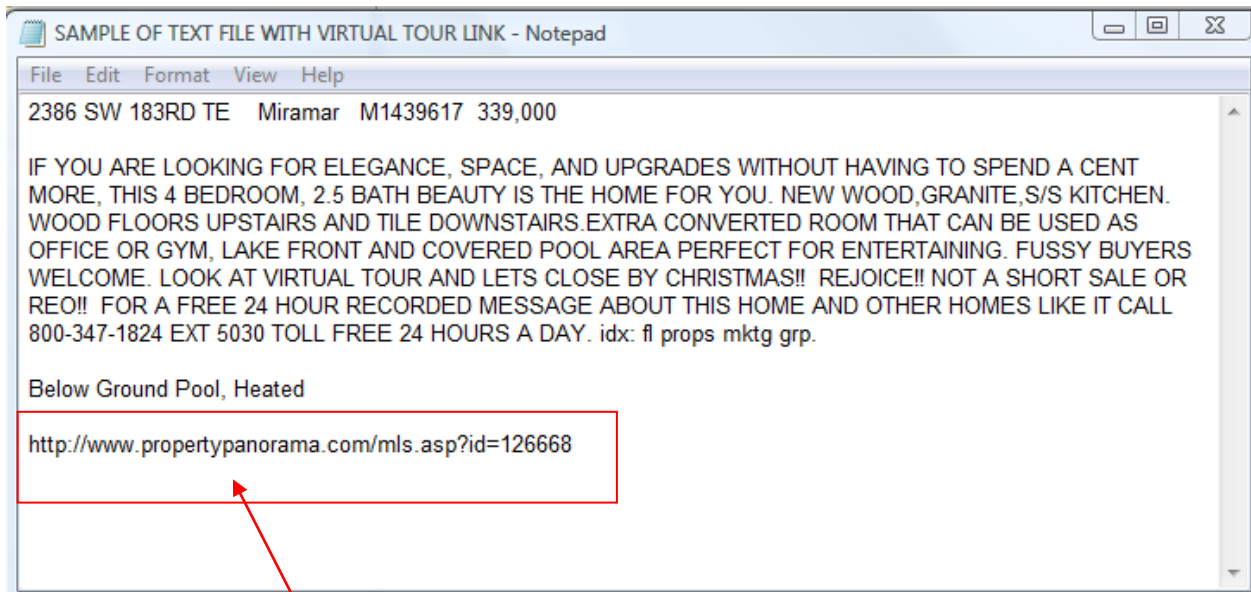 SAMPLE OF TEXT FILE WITH VIRTUAL TOUR LINK - Notepad
File Edit Format View Help
2386 SW 183RD TE Miramar M1439617 339,000
IF YOU ARE LOOKING FOR ELEGANCE, SPACE, AND UPGRADES WITHOUT HAVING TO SPEND A CENT
MORE, THIS 4 BEDROOM, 2.5 BATH BEAUTY IS THE HOME FOR YOU. NEW WOOD,GRANITE,S/S KITCHEN.
WOOD FLOORS UPSTAIRS AND TILE DOWNSTAIRS.EXTRA CONVERTED ROOM THAT CAN BE USED AS
OFFICE OR GYM, LAKE FRONT AND COVERED POOL AREA PERFECT FOR ENTERTAINING. FUSSY BUYERS
WELCOME. LOOK AT VIRTUAL TOUR AND LETS CLOSE BY CHRISTMAS!! REJOICE!! NOT A SHORT SALE OR
REO!! FOR A FREE 24 HOUR RECORDED MESSAGE ABOUT THIS HOME AND OTHER HOMES LIKE IT CALL
800-347-1824 EXT 5030 TOLL FREE 24 HOURS A DAY. idx: fl props mktg grp.
Below Ground Pool, Heated
http://www.propertypanorama.com/mls.asp?id=126668